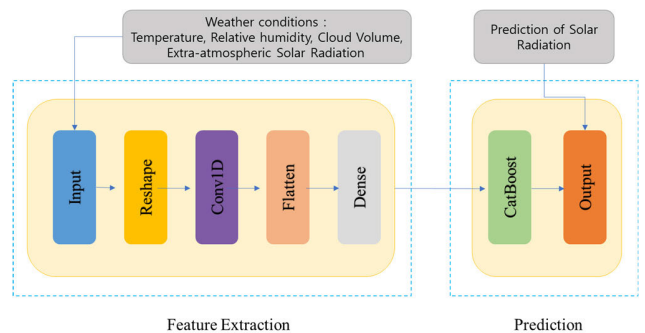 Weather conditions :
Temperature, Relative humidity, Cloud Volume,
Extra-atmospheric Solar Radiation
Prediction of Solar
Radiation
Input
Reshape
Conv1D
Flatten
Dense
CatBoost
Output
Feature Extraction
Prediction